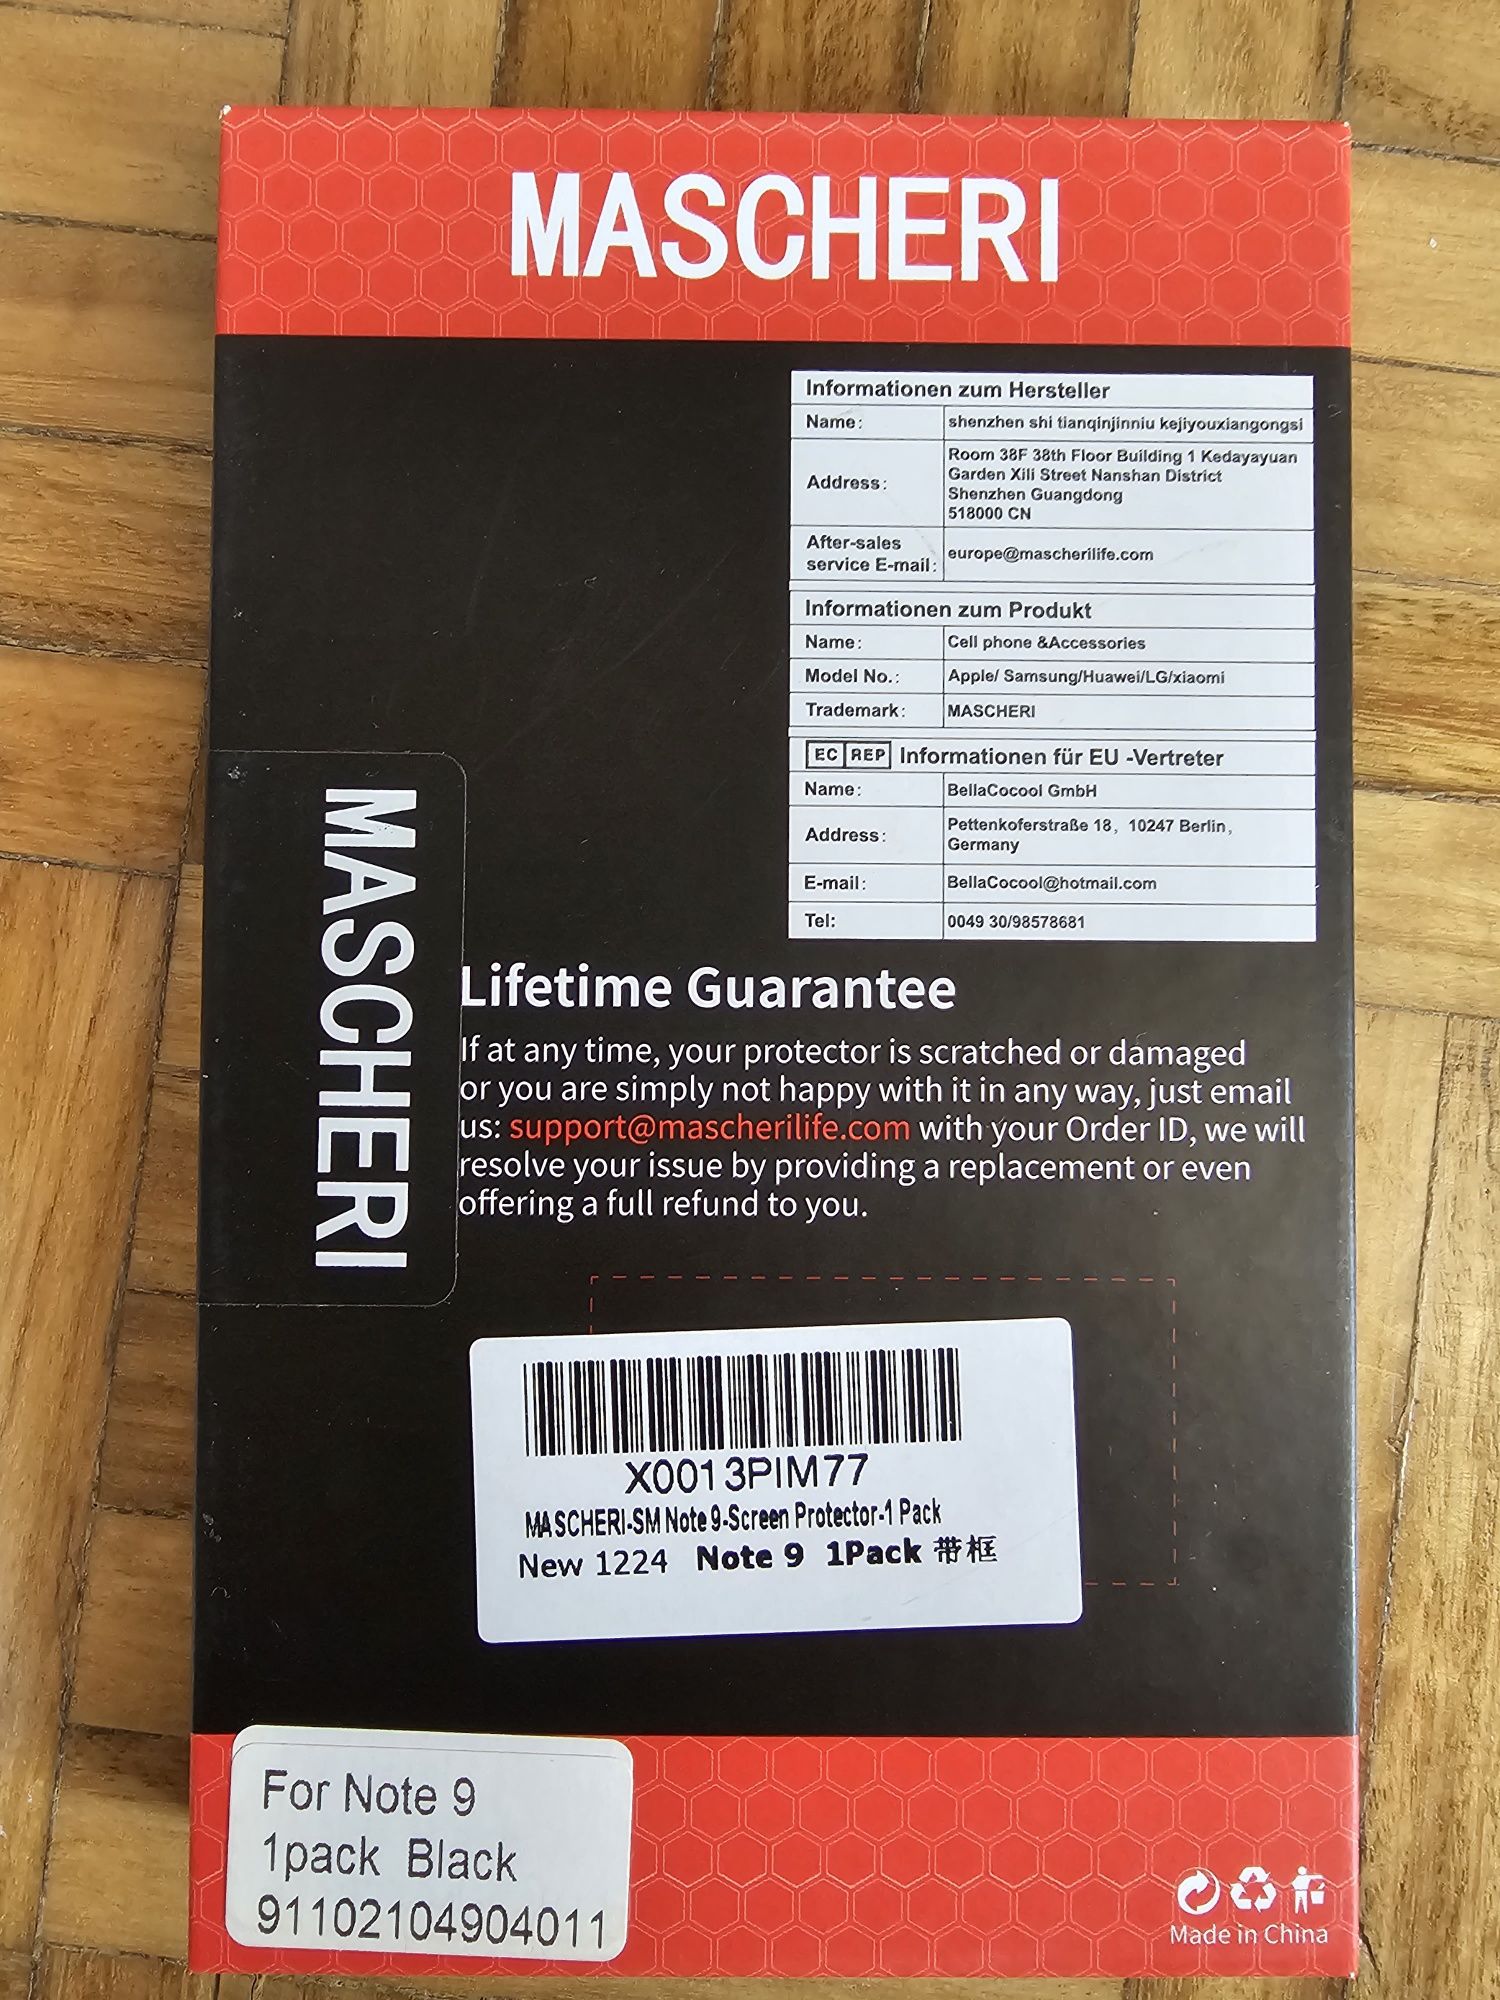 MASCHERI
Informationen zum Hersteller
Name: shenzhen shi tianqinjinniu kejiyouxiangongsi
Address: Room 38F 38th Floor Building 1 Kedayayuan
Garden Xili Street Nanshan District
Shenzhen Guangdong
518000 CN
After-sales
service E-mail: europe@mascherilife.com
Informationen zum Produkt
Name: Cell phone &Accessories
Model No.: Apple/ Samsung/Huawei/LG/xiaomi
Trademark: MASCHERI
EC REP Informationen für EU -Vertreter
Name: BellaCocool GmbH
Address: Pettenkoferstraße 18, 10247 Berlin,
Germany
E-mail: BellaCocool@hotmail.com
Tel: 0049 30/98578681
MASCHERI
Lifetime Guarantee
If at any time, your protector is scratched or damaged
or you are simply not happy with it in any way, just email
us: support@mascherilife.com with your Order ID, we will
resolve your issue by providing a replacement or even
offering a full refund to you.
X0013PIM77
MASCHERI-SM Note 9-Screen Protector-1 Pack
New 1224 Note 9 1Pack 带框
For Note 9
1pack Black
91102104904011
Made in China